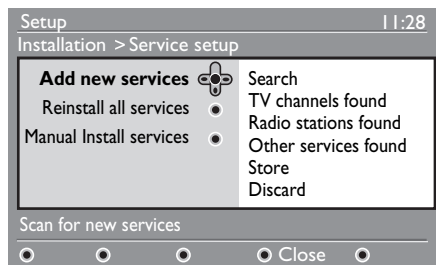 Setup 11:28
Installation > Service setup
Add new services
Reinstall all services
Manual Install services
Search
TV channels found
Radio stations found
Other services found
Store
Discard
Scan for new services
Close